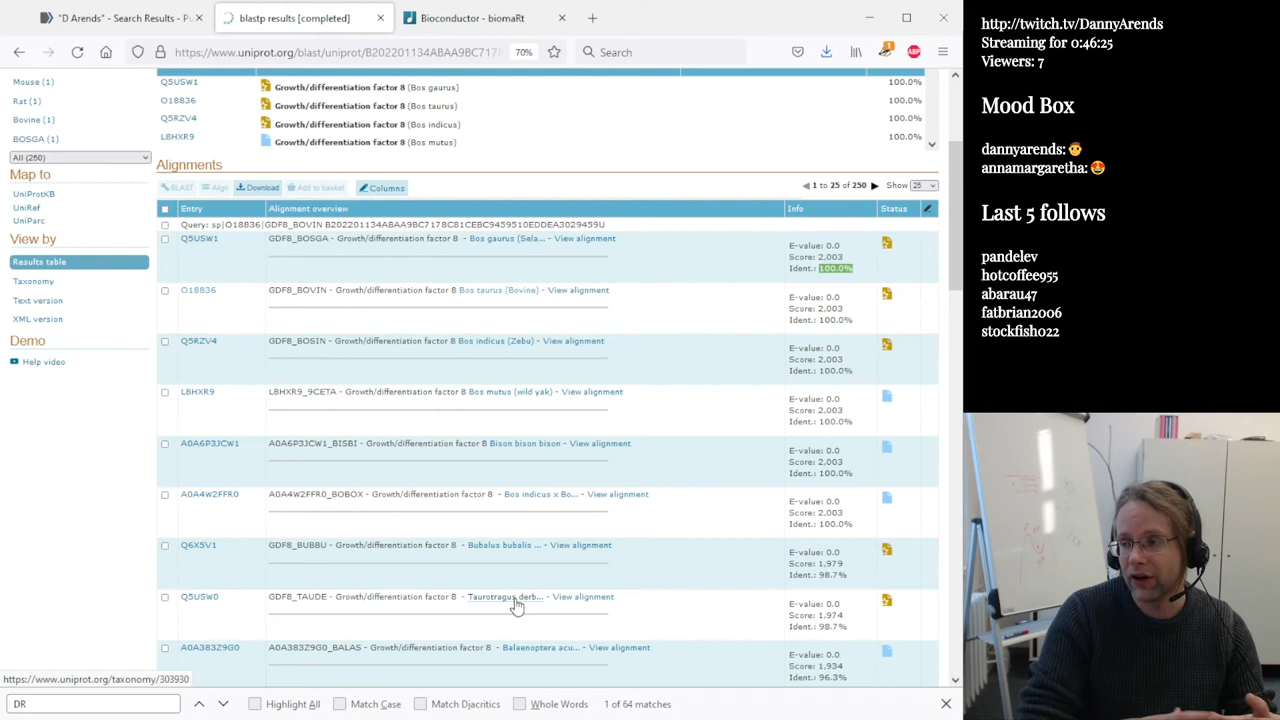 "D Arends" - Search Results - Pu
blastp results [completed]
Bioconductor - biomaRt
https://www.uniprot.org/blast/uniprot/B202201134ABAA9BC7178
70%
Search
http://twitch.tv/DannyArends
Streaming for 0:46:25
Viewers: 7
Mood Box
dannyarends:
annamargaretha:
Last 5 follows
pandelev
hotcoffee955
abarau47
fatbrian2006
stockfish022
Mouse (1)
Rat (1)
Bovine (1)
BOSGA (1)
All (250)
Map to
UniProtKB
UniRef
UniParc
View by
Results table
Taxonomy
Text version
XML version
Demo
Help video
Q5USW1 Growth/differentiation factor 8 (Bos gaurus) 100.0%
O18836 Growth/differentiation factor 8 (Bos taurus) 100.0%
Q5RZV4 Growth/differentiation factor 8 (Bos indicus) 100.0%
L8HXR9 Growth/differentiation factor 8 (Bos mutus) 100.0%
Alignments
BLAST Align Download Add to basket Columns 1 to 25 of 250 Show 25
Entry Alignment overview Info Status
Query: sp|O18836|GDF8_BOVIN B202201134ABAA9BC7178C81CEBC9459510EDDEA3029459U
Q5USW1 GDF8_BOSGA - Growth/differentiation factor 8 - Bos gaurus (Sela... - View alignment
E-value: 0.0
Score: 2,003
Ident.: 100.0%
O18836 GDF8_BOVIN - Growth/differentiation factor 8 Bos taurus (Bovine) - View alignment
E-value: 0.0
Score: 2,003
Ident.: 100.0%
Q5RZV4 GDF8_BOSIN - Growth/differentiation factor 8 Bos indicus (Zebu) - View alignment
E-value: 0.0
Score: 2,003
Ident.: 100.0%
L8HXR9 L8HXR9_9CETA - Growth/differentiation factor 8 Bos mutus (wild yak) - View alignment
E-value: 0.0
Score: 2,003
Ident.: 100.0%
A0A6P3JCW1 A0A6P3JCW1_BISBI - Growth/differentiation factor 8 Bison bison bison - View alignment
E-value: 0.0
Score: 2,003
Ident.: 100.0%
A0A4W2FFR0 A0A4W2FFR0_BOBOX - Growth/differentiation factor 8 - Bos indicus x Bo... - View alignment
E-value: 0.0
Score: 2,003
Ident.: 100.0%
Q6X5V1 GDF8_BUBBU - Growth/differentiation factor 8 - Bubalus bubalis ... - View alignment
E-value: 0.0
Score: 1,979
Ident.: 98.7%
Q5USW0 GDF8_TAUDE - Growth/differentiation factor 8 - Taurotragus derb... - View alignment
E-value: 0.0
Score: 1,974
Ident.: 98.7%
A0A383Z9G0 A0A383Z9G0_BALAS - Growth/differentiation factor 8 - Balaenoptera acu... - View alignment
E-value: 0.0
Score: 1,934
Ident.: 96.3%
https://www.uniprot.org/taxonomy/303930
DR
Highlight All Match Case Match Diacritics Whole Words 1 of 64 matches